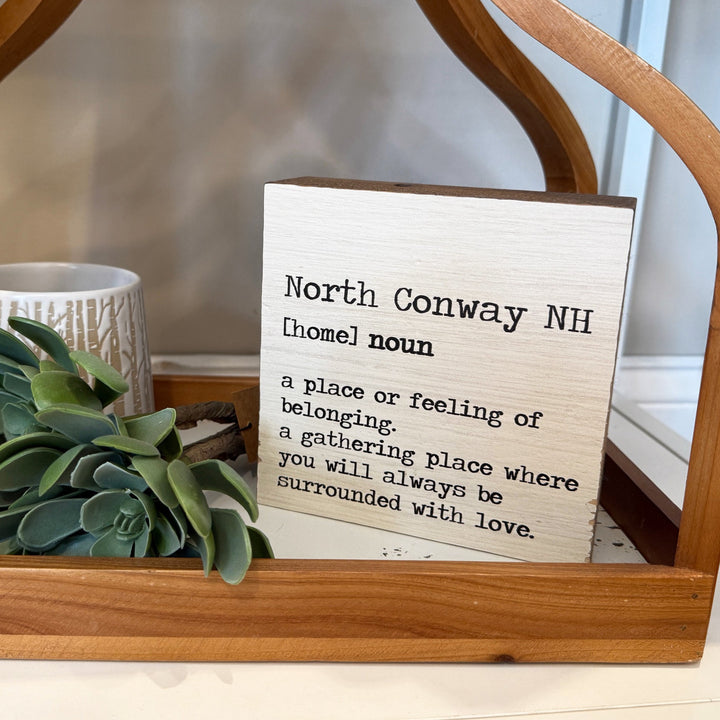 North Conway NH
[home] noun
a place or feeling of
belonging.
a gathering place where
you will always be
surrounded with love.